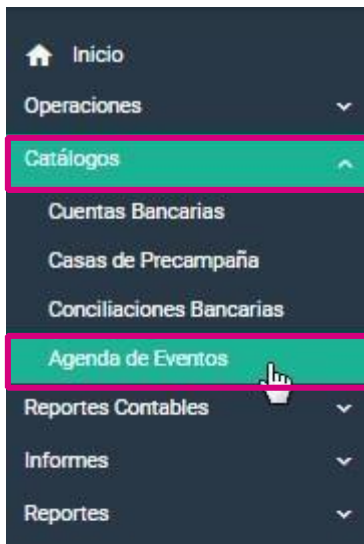 Inicio
Operaciones
Catálogos
Cuentas Bancarias
Casas de Precampaña
Conciliaciones Bancarias
Agenda de Eventos
Reportes Contables
Informes
Reportes